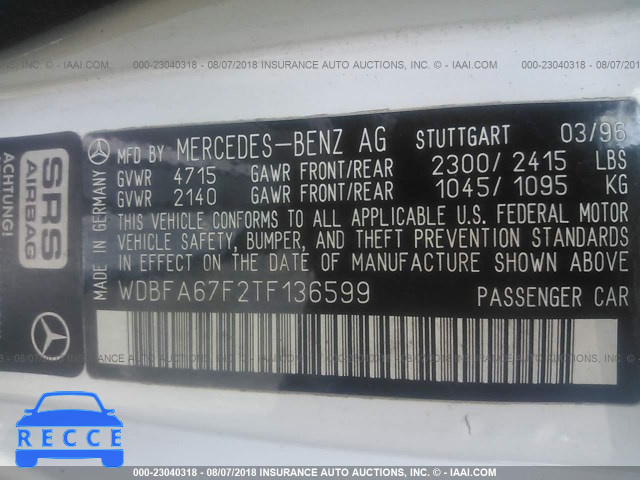 000-23040318 - 08/07/2018 INSURANCE AUTO AUCTIONS, INC. - IAAI.COM
ACHTUNG!
SRS
AIRBAG
MADE IN GERMANY
MFD BY MERCEDES-BENZ AG STUTTGART 03/96
GVWR 4715 GAWR FRONT/REAR 2300/2415 LBS
GVWR 2140 GAWR FRONT/REAR 1045/1095 KG
THIS VEHICLE CONFORMS TO ALL APPLICABLE U.S. FEDERAL MOTOR
VEHICLE SAFETY, BUMPER, AND THEFT PREVENTION STANDARDS
IN EFFECT ON THE DATE OF MANUFACTURE SHOWN ABOVE
WDBFA67F2TF136599 PASSENGER CAR
RECCE
000-23040318 - 08/07/2018 INSURANCE AUTO AUCTIONS, INC. - IAAI.COM